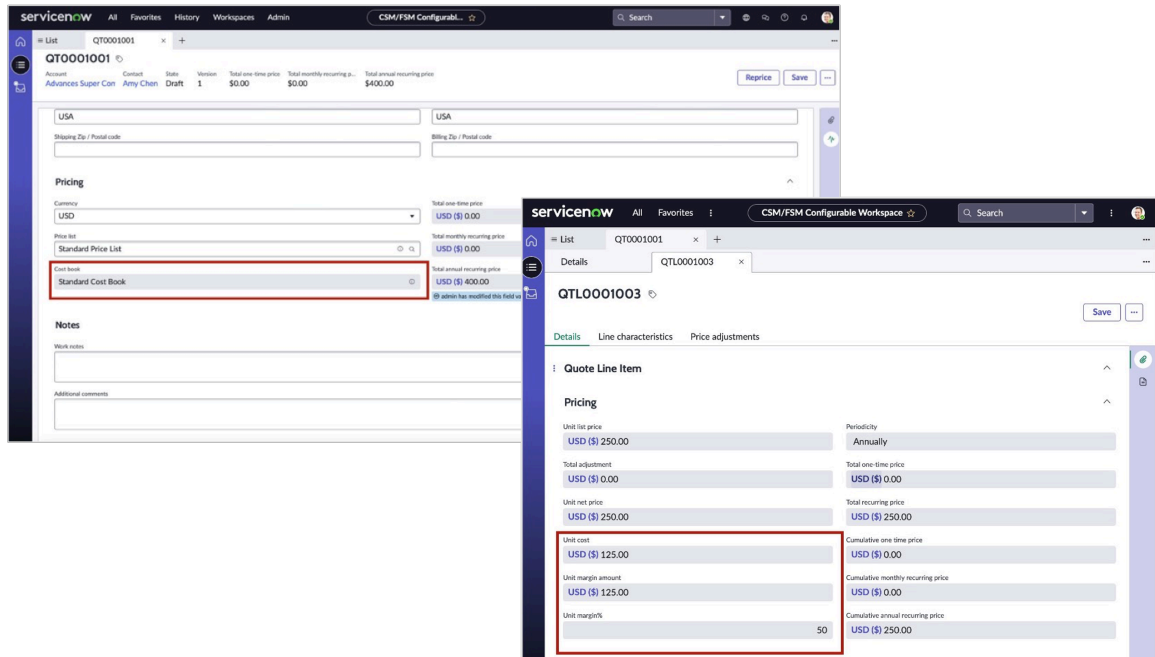 servicenow All Favorites History Workspaces Admin CSM/FSM Configurabl... Search
List QT0001001 × +
QT0001001
Account Contact State Version Total one-time price Total monthly recurring p... Total annual recurring price
Advances Super Con Amy Chen Draft 1 $0.00 $0.00 $400.00
Reprice Save
USA USA
Shipping Zip / Postal code Billing Zip / Postal code
Pricing
Currency Total one-time price
USD USD ($) 0.00
Price list Total monthly recurring price
Standard Price List USD ($) 0.00
Cost book Total annual recurring price
Standard Cost Book USD ($) 400.00
admin has modified this field va
Notes
Work notes
Additional comments
servicenow All Favorites CSM/FSM Configurable Workspace Search
List QT0001001 × +
Details QTL0001003 ×
QTL0001003
Save
Details Line characteristics Price adjustments
Quote Line Item
Pricing
Unit list price Periodicity
USD ($) 250.00 Annually
Total adjustment Total one-time price
USD ($) 0.00 USD ($) 0.00
Unit net price Total recurring price
USD ($) 250.00 USD ($) 250.00
Unit cost Cumulative one time price
USD ($) 125.00 USD ($) 0.00
Unit margin amount Cumulative monthly recurring price
USD ($) 125.00 USD ($) 0.00
Unit margin% Cumulative annual recurring price
50 USD ($) 250.00